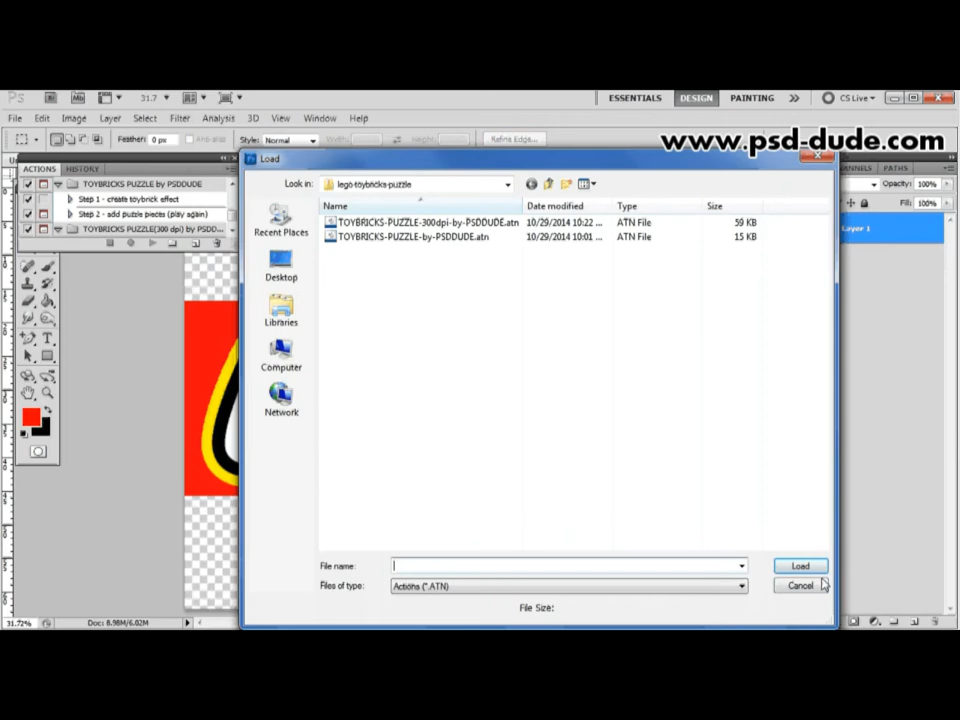 Ps Br Mb 31.7 ESSENTIALS DESIGN PAINTING CS Live
File Edit Image Layer Select Filter Analysis 3D View Window Help
Feather: 0 px Anti-alias Style: Normal Width: Height: Refine Edge...
www.psd-dude.com
Load
ACTIONS HISTORY
CHANNELS PATHS
TOYBRICKS PUZZLE by PSDDUDE
Look in: lego-toybricks-puzzle
Opacity: 100%
Step 1 - create toybrick effect
Name Date modified Type Size
Fill: 100%
Step 2 - add puzzle pieces (play again)
TOYBRICKS-PUZZLE-300dpi-by-PSDDUDE.atn 10/29/2014 10:22 ... ATN File 59 KB
TOYBRICKS PUZZLE(300 dpi) by PSDD...
TOYBRICKS-PUZZLE-by-PSDDUDE.atn 10/29/2014 10:01 ... ATN File 15 KB
Layer 1
Recent Places
Desktop
Libraries
Computer
Network
File name: Load
Files of type: Actions (*.ATN) Cancel
File Size:
31.72% Doc: 8.98M/6.02M